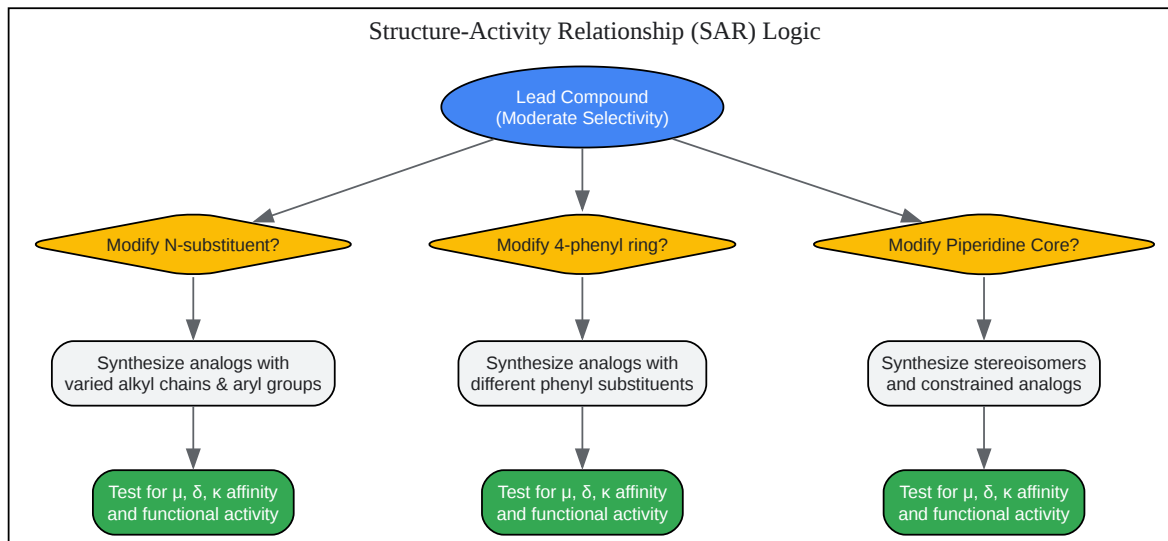 Structure-Activity Relationship (SAR) Logic
Lead Compound
(Moderate Selectivity)
Modify N-substituent?
Modify 4-phenyl ring?
Modify Piperidine Core?
Synthesize analogs with
varied alkyl chains & aryl groups
Synthesize analogs with
different phenyl substituents
Synthesize stereoisomers
and constrained analogs
Test for μ, δ, κ affinity
and functional activity
Test for μ, δ, κ affinity
and functional activity
Test for μ, δ, κ affinity
and functional activity